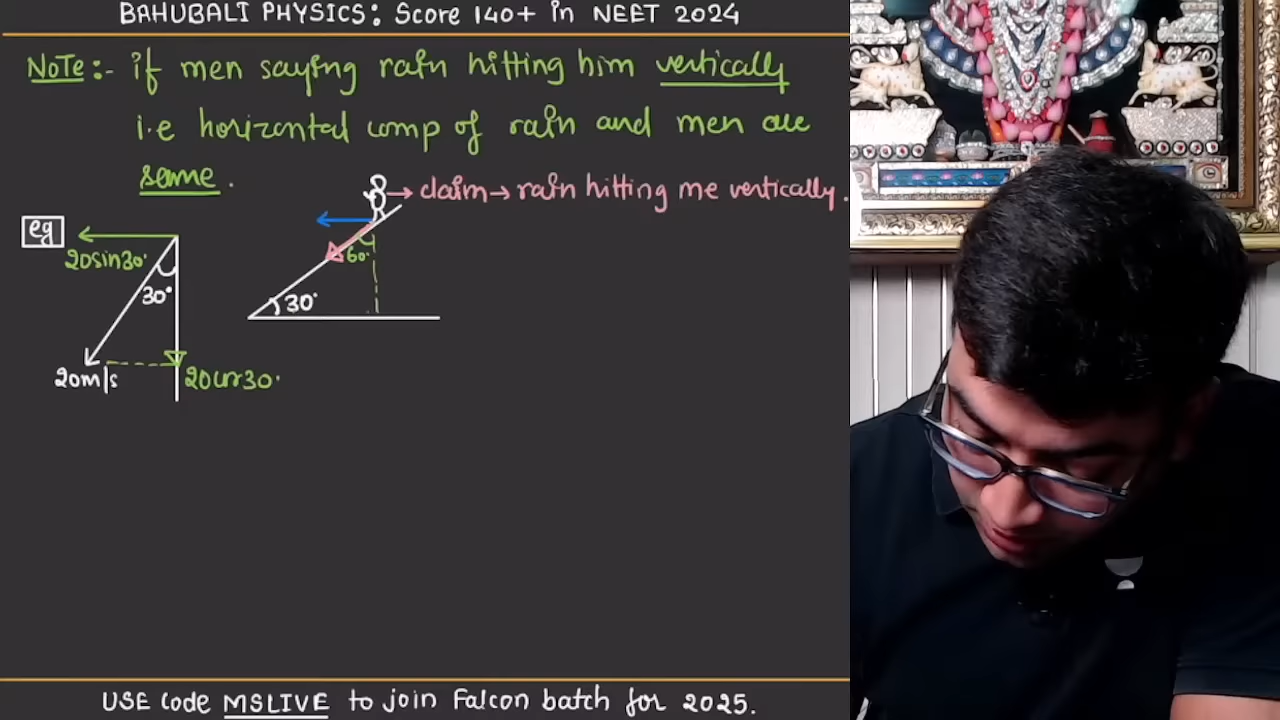 BAHUBALI PHYSICS: Score 140+ in NEET 2024
NOTE:- if men saying rain hitting him vertically
i.e horizontal comp of rain and men are
same.
claim→ rain hitting me vertically.
eg
20sin30°
60°
30°
30°
20m/s
20cos30°
USE Code MSLIVE to join Falcon batch for 2025.